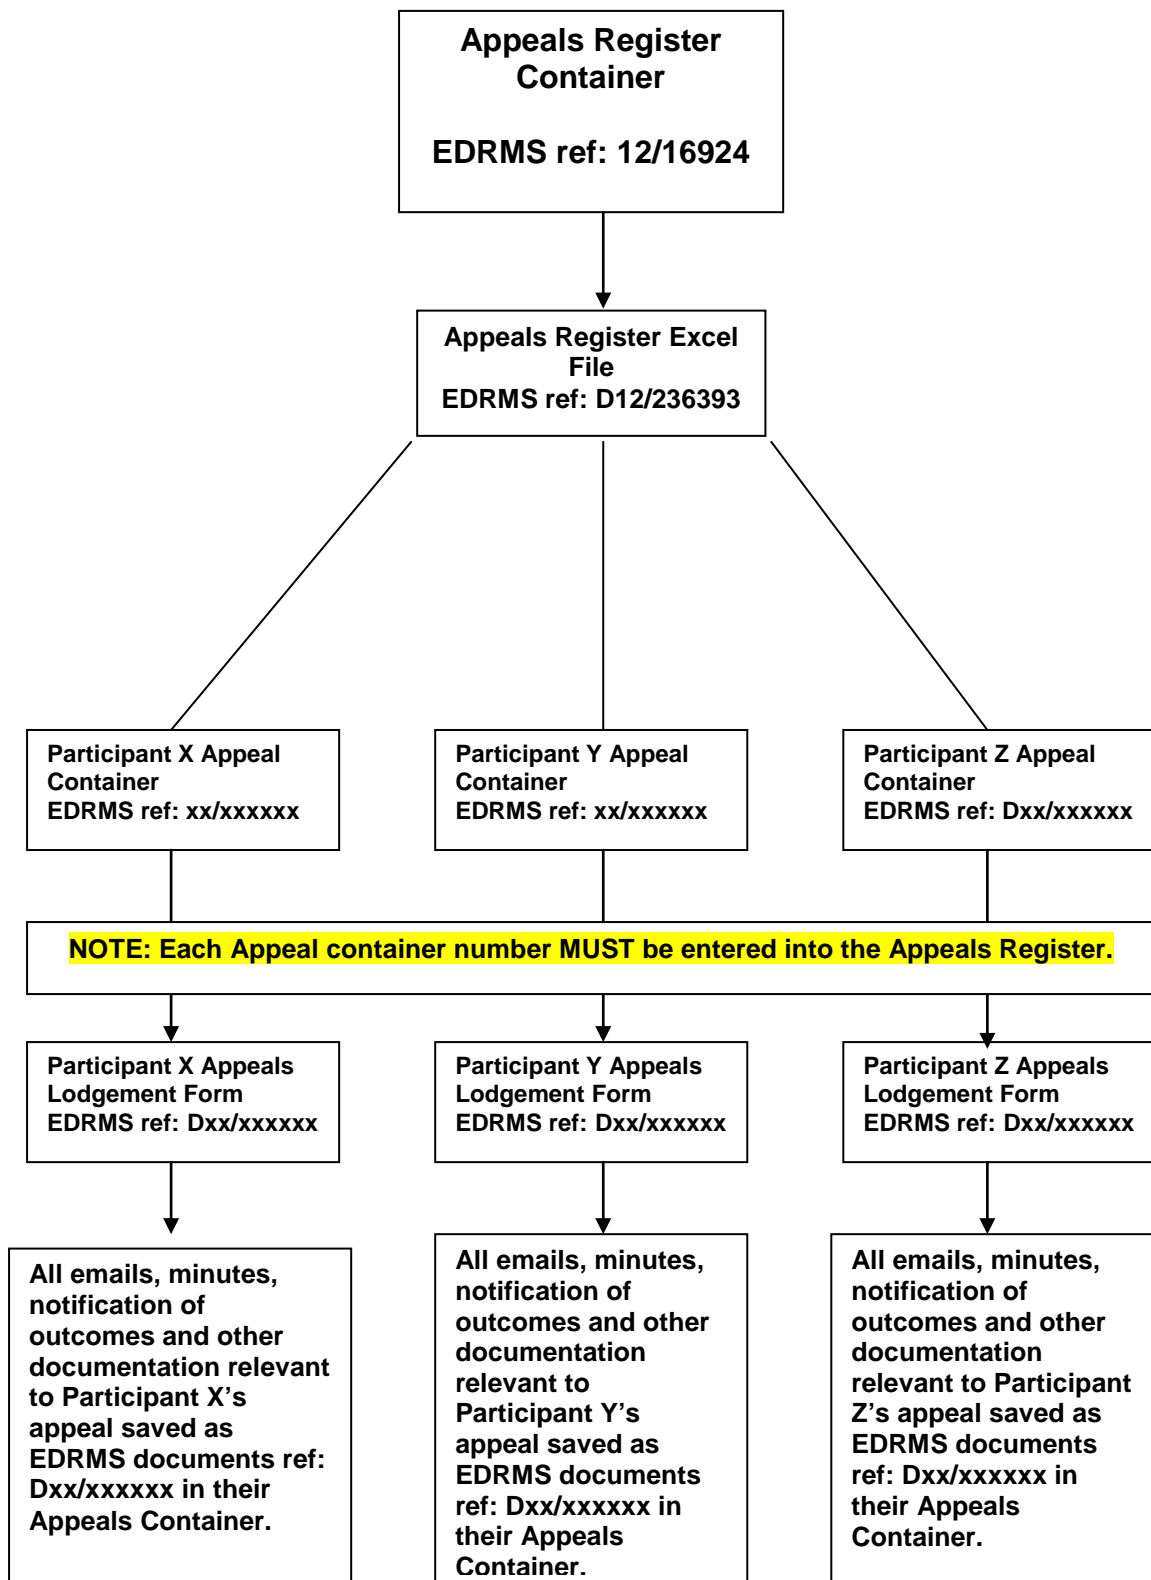 Appeals Register
Container
EDRMS ref: 12/16924
Appeals Register Excel
File
EDRMS ref: D12/236393
Participant X Appeal
Container
EDRMS ref: xx/xxxxxx
Participant Y Appeal
Container
EDRMS ref: xx/xxxxxx
Participant Z Appeal
Container
EDRMS ref: Dxx/xxxxxx
NOTE: Each Appeal container number MUST be entered into the Appeals Register.
Participant X Appeals
Lodgement Form
EDRMS ref: Dxx/xxxxxx
Participant Y Appeals
Lodgement Form
EDRMS ref: Dxx/xxxxxx
Participant Z Appeals
Lodgement Form
EDRMS ref: Dxx/xxxxxx
All emails, minutes,
notification of
outcomes and other
documentation relevant
to Participant X’s
appeal saved as
EDRMS documents ref:
Dxx/xxxxxx in their
Appeals Container.
All emails, minutes,
notification of
outcomes and other
documentation
relevant to
Participant Y’s
appeal saved as
EDRMS documents
ref: Dxx/xxxxxx in
their Appeals
Container.
All emails, minutes,
notification of
outcomes and other
documentation
relevant to Participant
Z’s appeal saved as
EDRMS documents
ref: Dxx/xxxxxx in
their Appeals
Container.